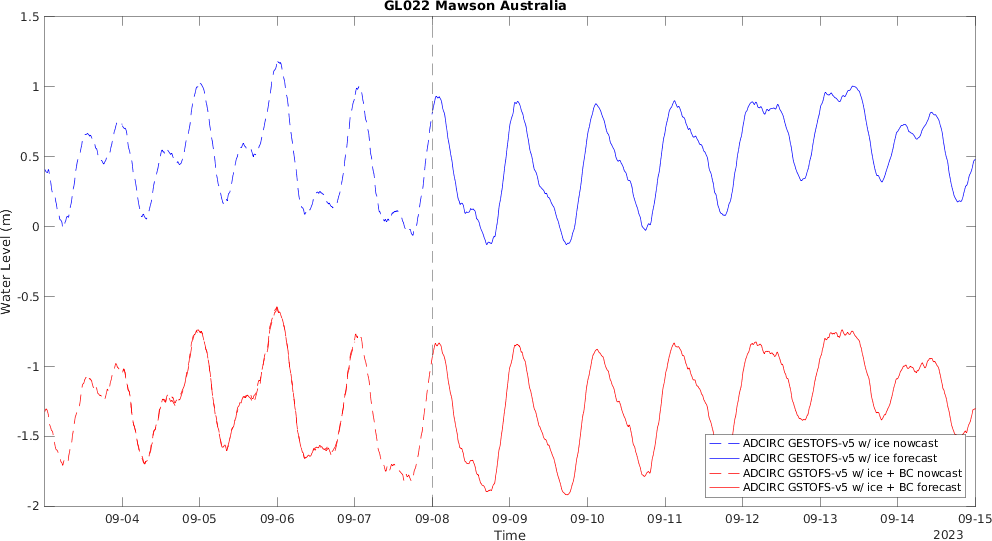 GL022 Mawson Australia
Water Level (m)
1.5
1
0.5
0
-0.5
-1
-1.5
-2
ADCIRC GESTOFS-v5 w/ ice nowcast
ADCIRC GESTOFS-v5 w/ ice forecast
ADCIRC GSTOFS-v5 w/ ice + BC nowcast
ADCIRC GSTOFS-v5 w/ ice + BC forecast
09-04 09-05 09-06 09-07 09-08 09-09 09-10 09-11 09-12 09-13 09-14 09-15
Time
2023